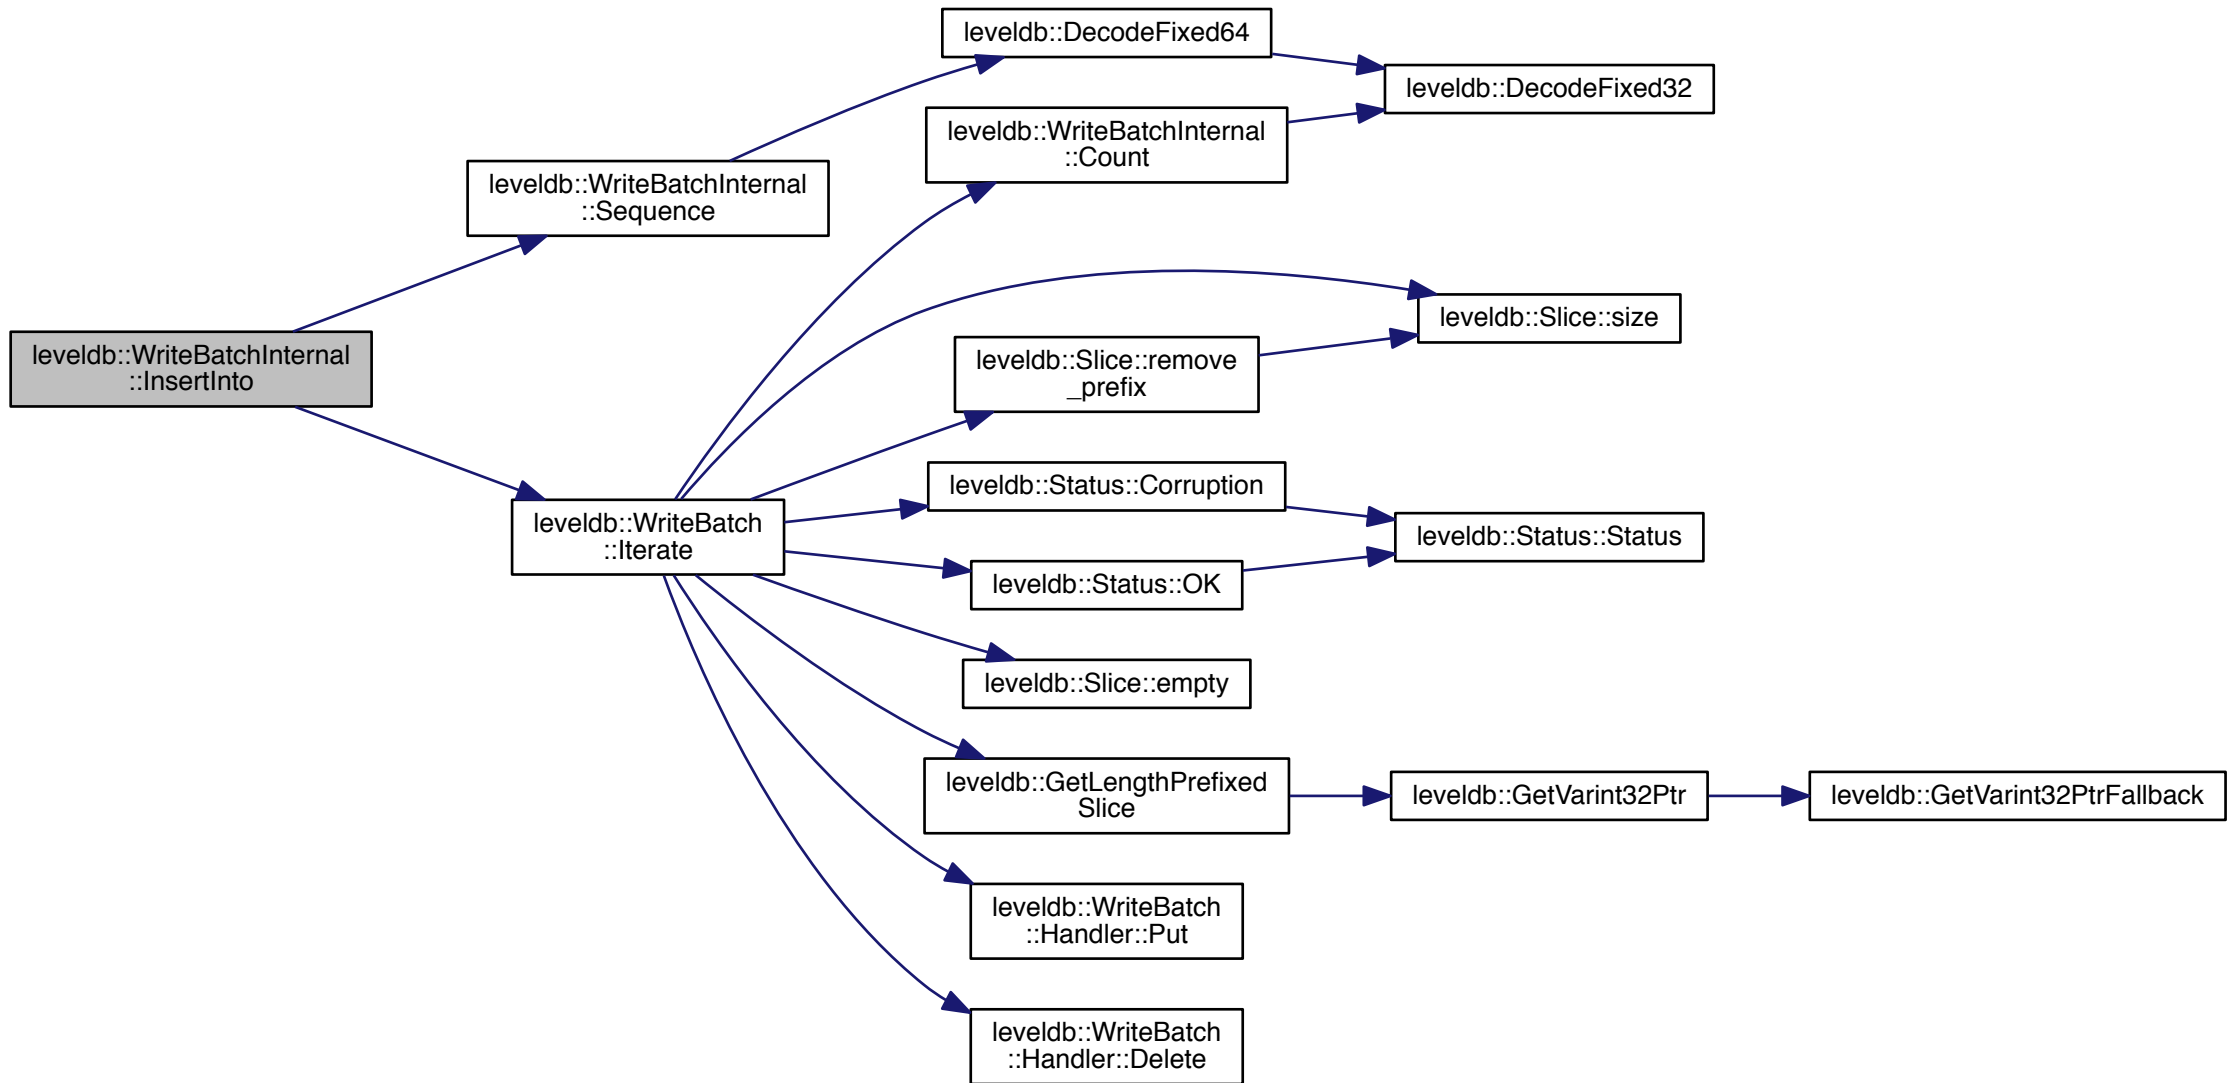 leveldb::WriteBatchInternal
::InsertInto
leveldb::WriteBatchInternal
::Sequence
leveldb::WriteBatch
::Iterate
leveldb::DecodeFixed64
leveldb::DecodeFixed32
leveldb::WriteBatchInternal
::Count
leveldb::Slice::size
leveldb::Slice::remove
_prefix
leveldb::Status::Corruption
leveldb::Status::Status
leveldb::Status::OK
leveldb::Slice::empty
leveldb::GetLengthPrefixed
Slice
leveldb::GetVarint32Ptr
leveldb::GetVarint32PtrFallback
leveldb::WriteBatch
::Handler::Put
leveldb::WriteBatch
::Handler::Delete